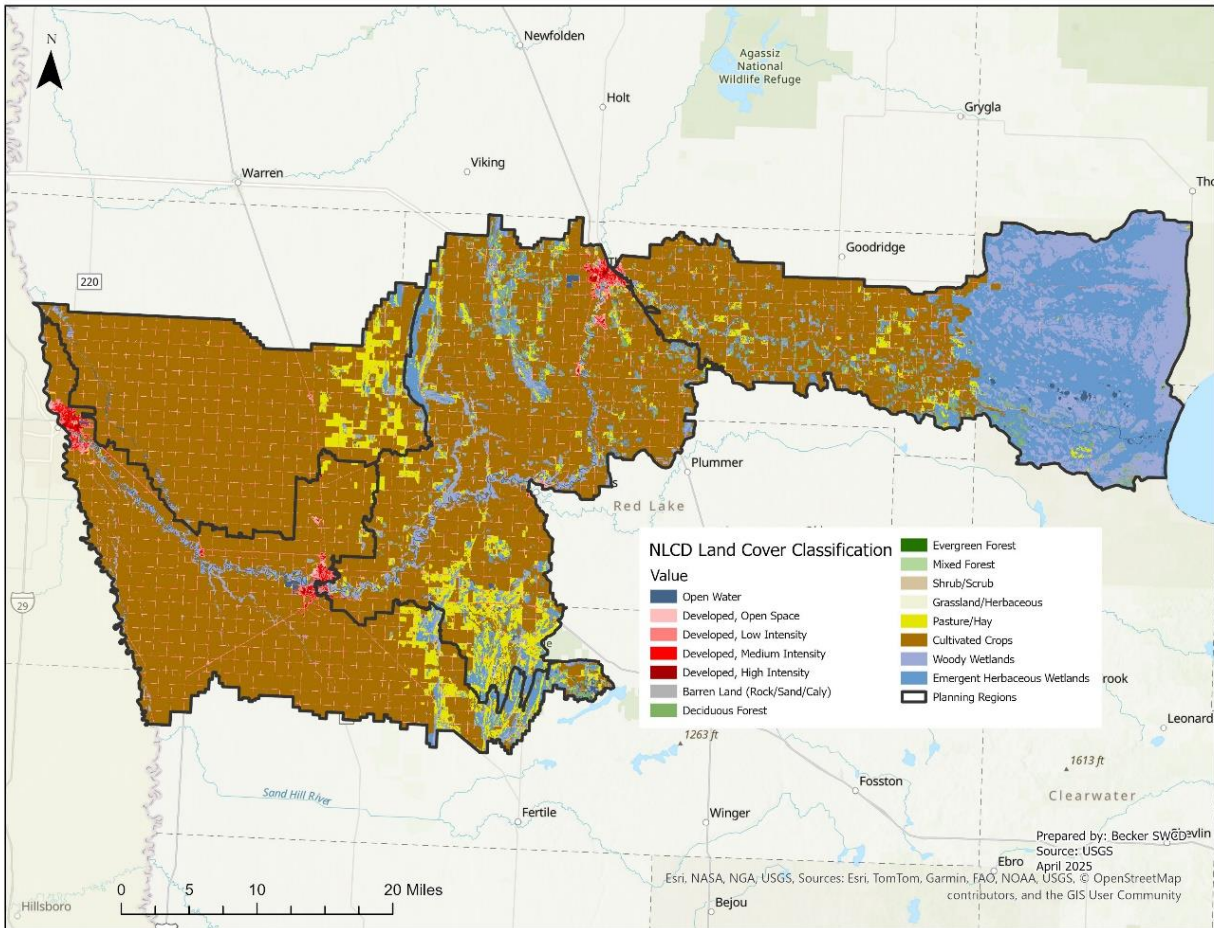 N
Newfolden
Agassiz
National
Wildlife Refuge
Holt
Grygla
Viking
Warren
Goodridge
220
Plummer
Red Lake
29
NLCD Land Cover Classification
Value
Open Water
Developed, Open Space
Developed, Low Intensity
Developed, Medium Intensity
Developed, High Intensity
Barren Land (Rock/Sand/Caly)
Deciduous Forest
Evergreen Forest
Mixed Forest
Shrub/Scrub
Grassland/Herbaceous
Pasture/Hay
Cultivated Crops
Woody Wetlands
Emergent Herbaceous Wetlands
Planning Regions
Leonard
1263 ft
1613 ft
Fosston
Clearwater
Sand Hill River
Fertile
Winger
Prepared by: Becker SWCD
Source: USGS
April 2025
Ebro
Bejou
Hillsboro
0 5 10 20 Miles
Esri, NASA, NGA, USGS, Sources: Esri, TomTom, Garmin, FAO, NOAA, USGS, © OpenStreetMap
contributors, and the GIS User Community